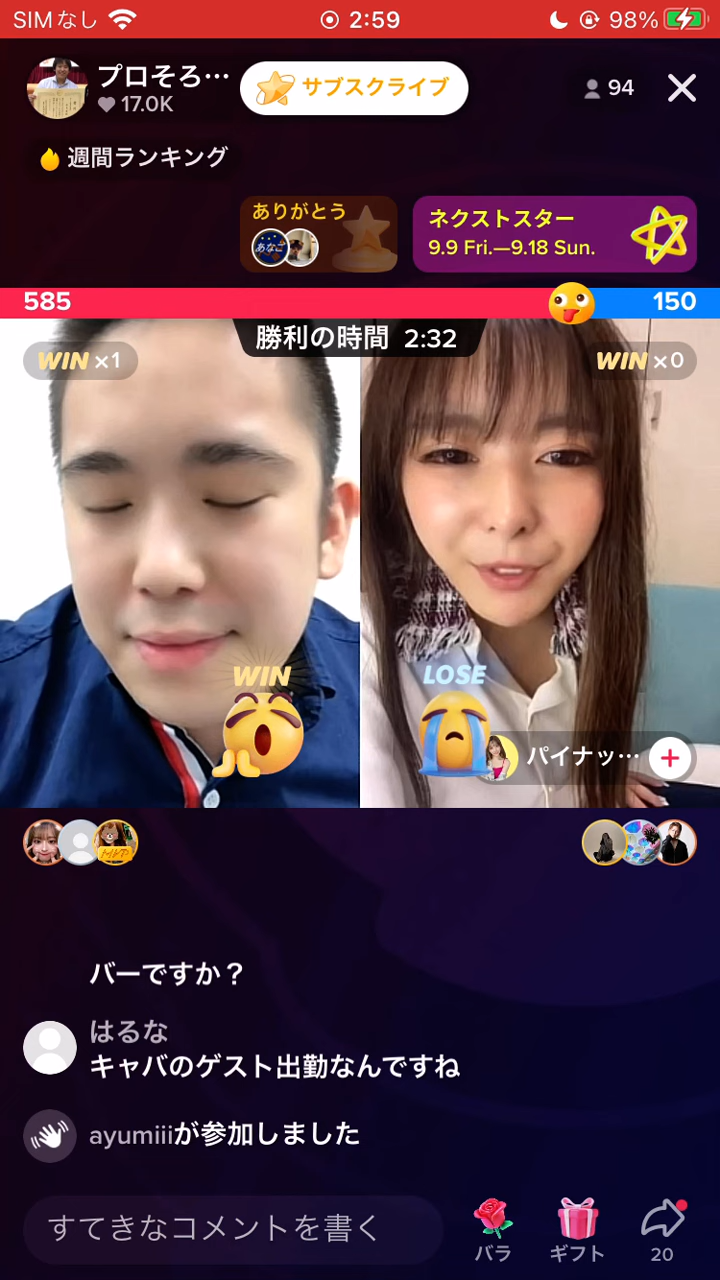 SIMなし 2:59 98%
プロそろ… サブスクライブ 94
17.0K
週間ランキング
ありがとう ネクストスター
あなご 9.9 Fri.—9.18 Sun.
585 150
勝利の時間 2:32
WIN ×1 WIN ×0
WIN LOSE
パイナッ…
バーですか？
はるな
キャバのゲスト出勤なんですね
ayumiiiが参加しました
すてきなコメントを書く
バラ ギフト 20